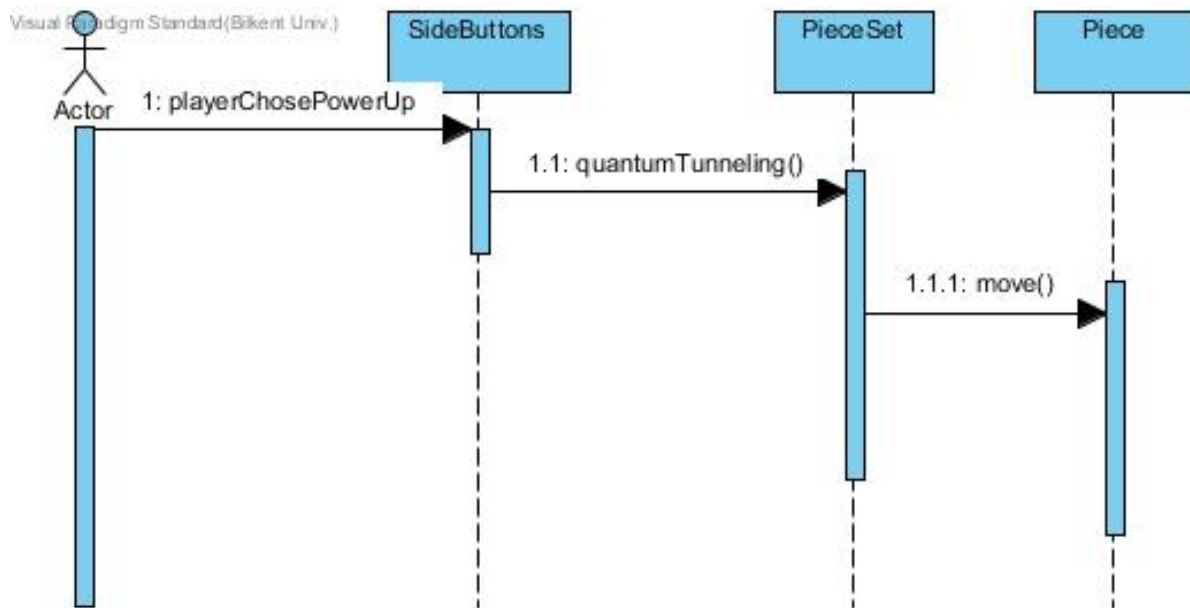 Visual Paradigm Standard(Bilkent Univ.)
SideButtons
PieceSet
Piece
Actor
1: playerChosePowerUp
1.1: quantumTunneling()
1.1.1: move()